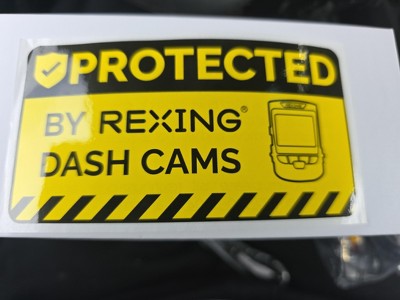 PROTECTED
BY REXING®
DASH CAMS